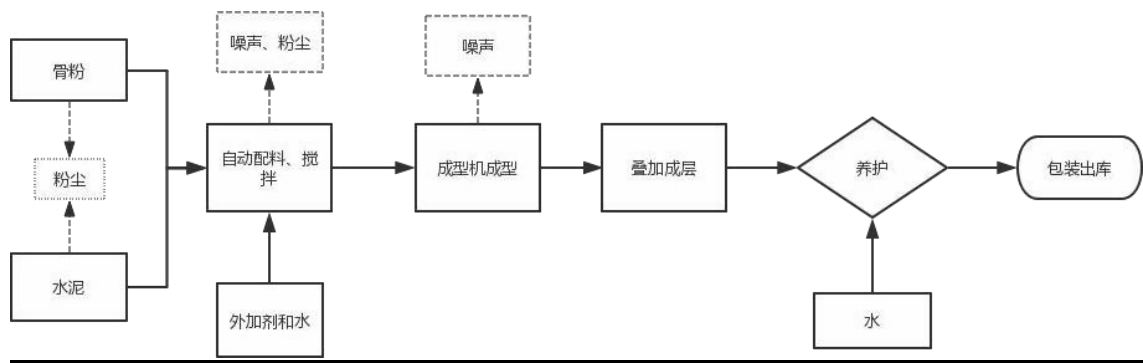 噪声、粉尘
噪声
骨粉
自动配料、搅
拌
成型机成型
叠加成层
养护
包装出库
粉尘
水泥
外加剂和水
水